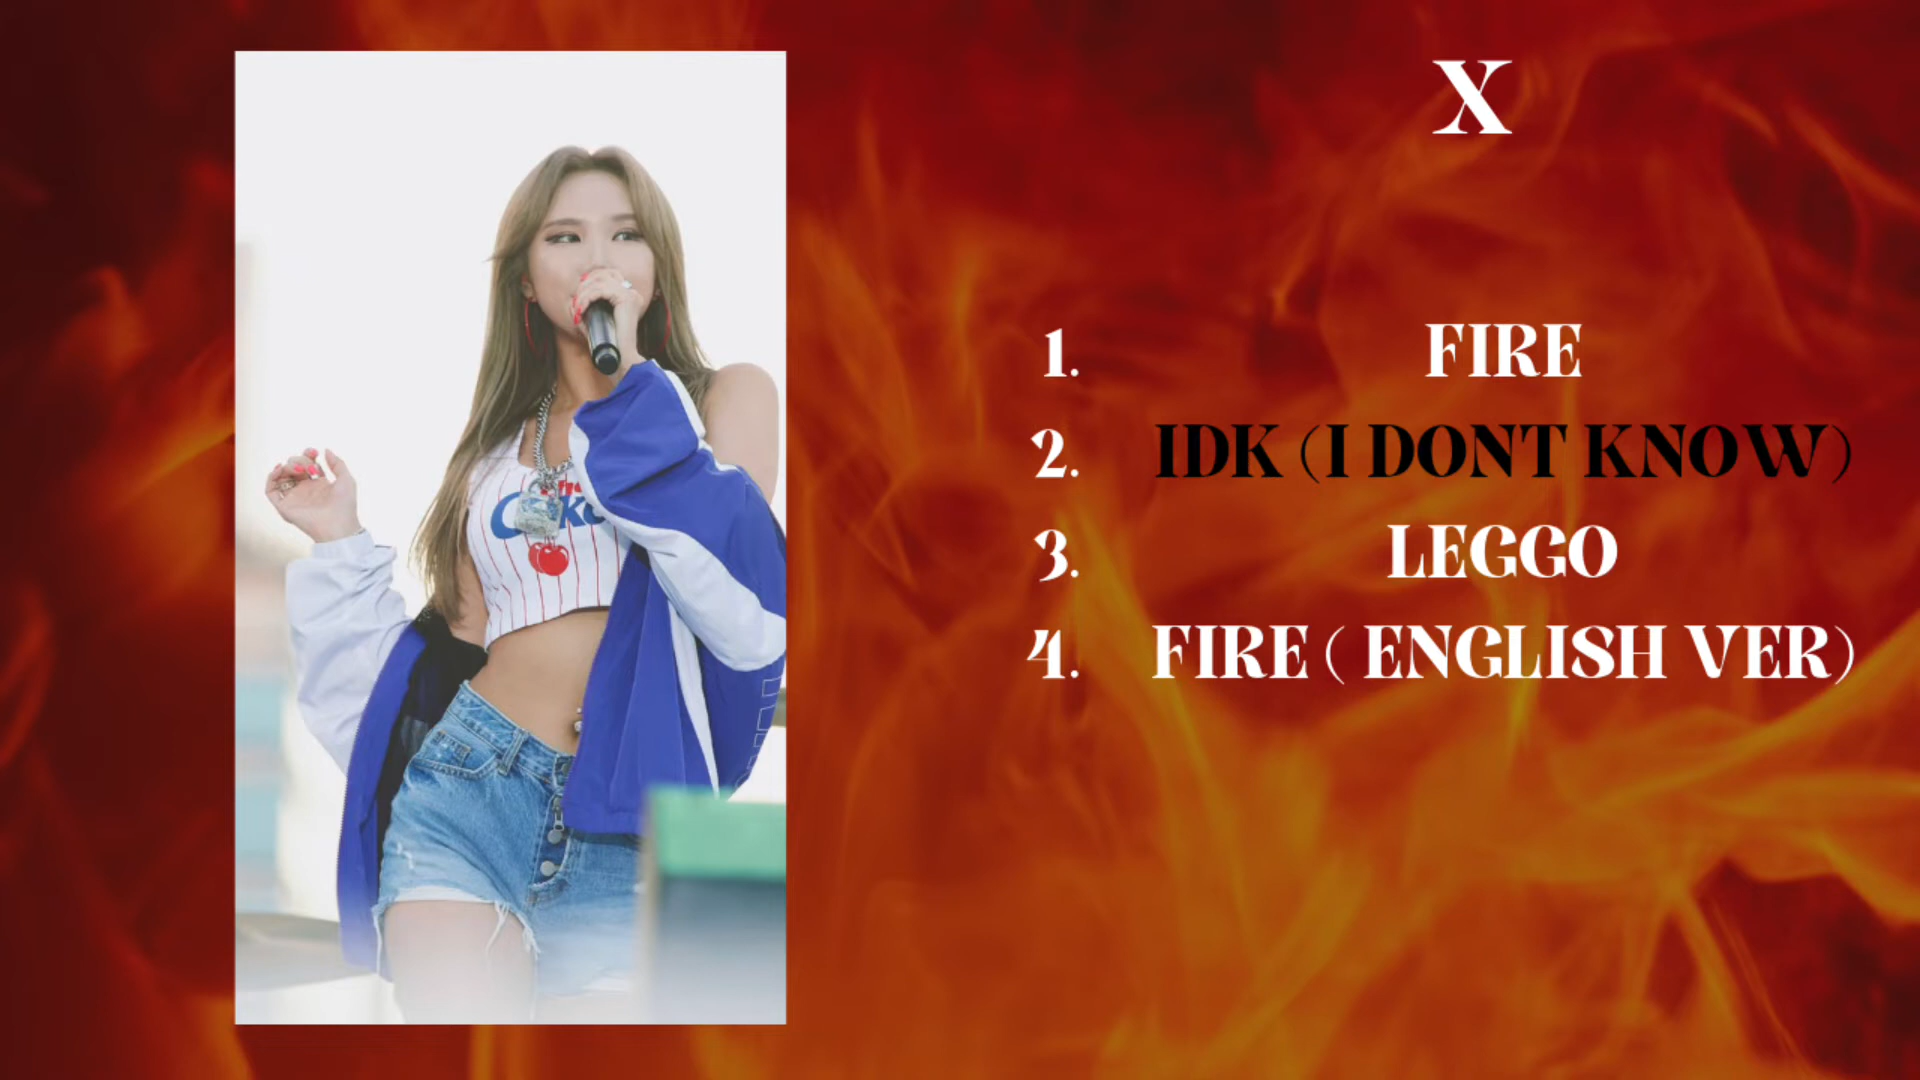 X
1. FIRE
2. IDK (I DONT KNOW)
3. LEGGO
4. FIRE ( ENGLISH VER)